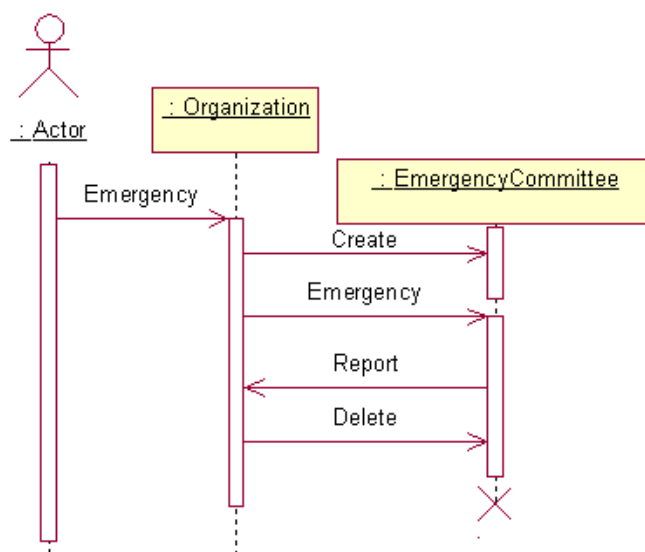 : Organization
: Actor
: EmergencyCommittee
Emergency
Create
Emergency
Report
Delete